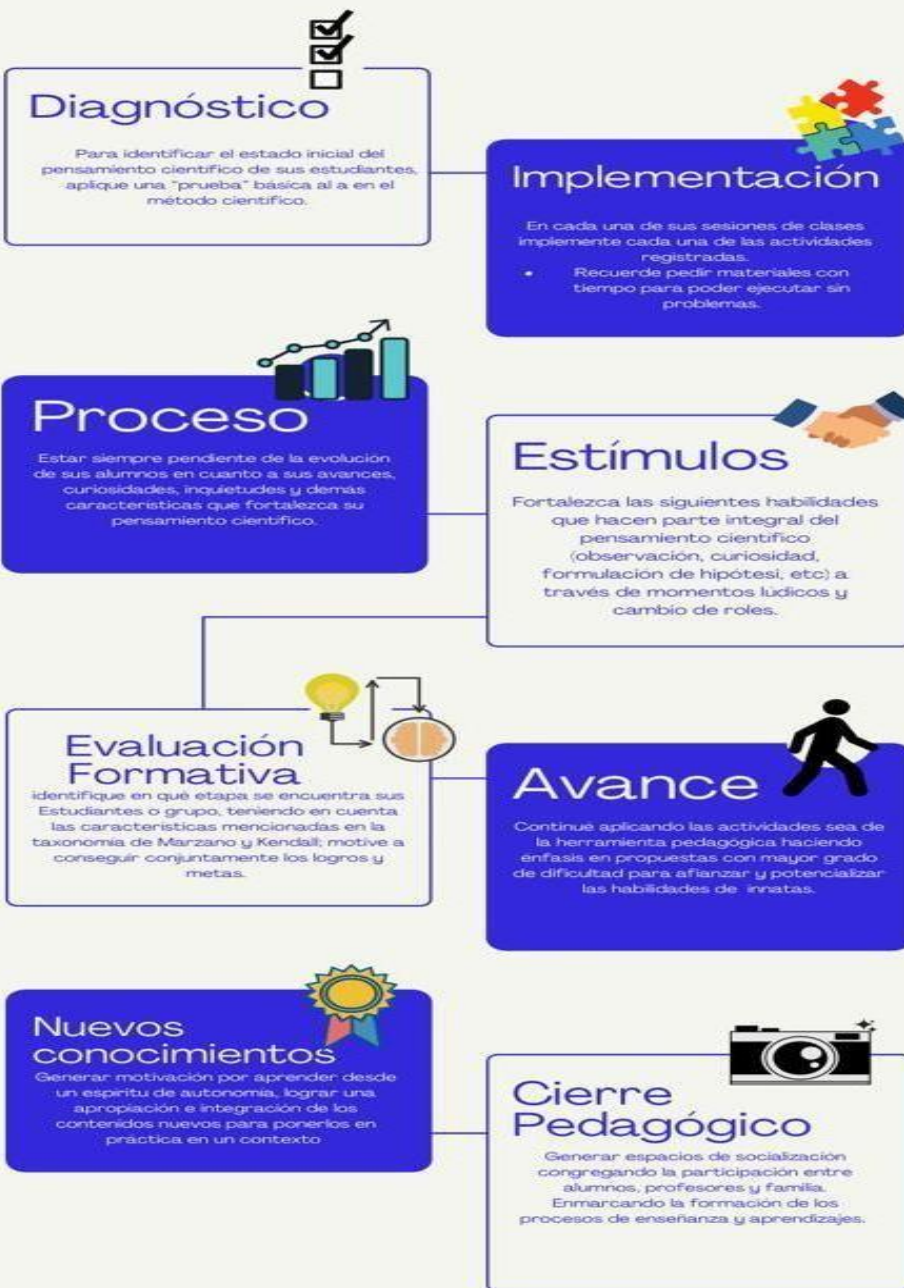 Diagnóstico
Para identificar el estado inicial del
pensamiento científico de sus estudiantes,
aplique una "prueba" básica al a en el
método científico.
Implementación
En cada una de sus sesiones de clases
implemente cada una de las actividades
registradas.
• Recuerde pedir materiales con
tiempo para poder ejecutar sin
problemas.
Proceso
Estar siempre pendiente de la evolución
de sus alumnos en cuanto a sus avances,
curiosidades, inquietudes y demás
características que fortalezca su
pensamiento científico.
Estímulos
Fortalezca las siguientes habilidades
que hacen parte integral del
pensamiento científico
(observación, curiosidad,
formulación de hipótesi, etc) a
través de momentos lúdicos y
cambio de roles.
Evaluación
Formativa
identifique en qué etapa se encuentra sus
Estudiantes o grupo, teniendo en cuenta
las características mencionadas en la
taxonomía de Marzano y Kendall; motive a
conseguir conjuntamente los logros y
metas.
Avance
Continué aplicando las actividades sea de
la herramienta pedagógica haciendo
énfasis en propuestas con mayor grado
de dificultad para afianzar y potencializar
las habilidades de innatas.
Nuevos
conocimientos
Generar motivación por aprender desde
un espíritu de autonomía, lograr una
apropiación e integración de los
contenidos nuevos para ponerlos en
práctica en un contexto
Cierre
Pedagógico
Generar espacios de socialización
congregando la participación entre
alumnos, profesores y familia.
Enmarcando la formación de los
procesos de enseñanza y aprendizajes.